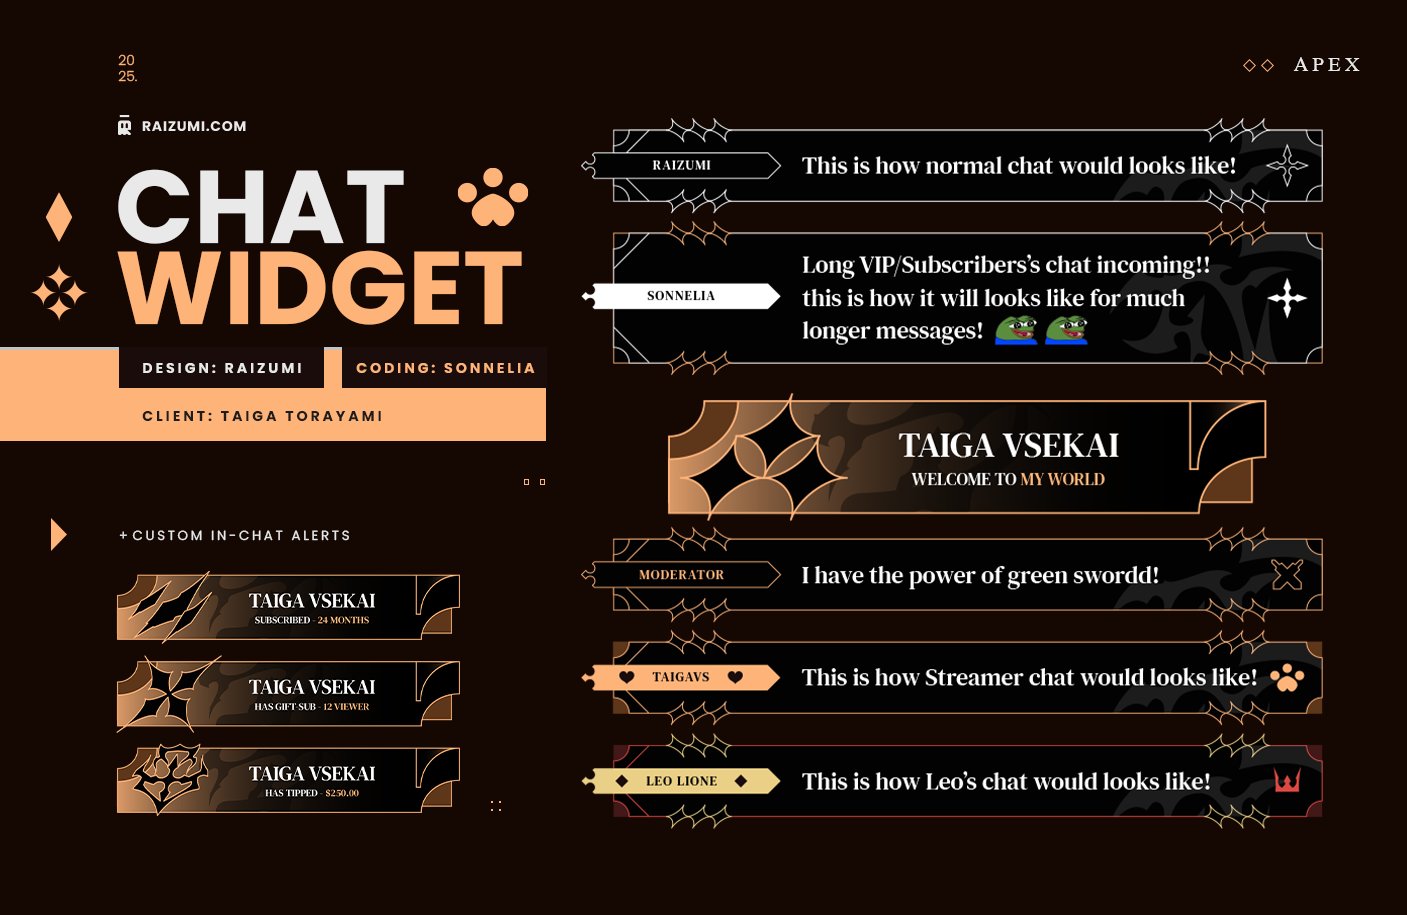 20
25.
APEX
RAIZUMI.COM
CHAT
WIDGET
DESIGN: RAIZUMI
CODING: SONNELIA
CLIENT: TAIGA TORAYAMI
+CUSTOM IN-CHAT ALERTS
TAIGA VSEKAI
SUBSCRIBED - 24 MONTHS
TAIGA VSEKAI
HAS GIFT-SUB - 12 VIEWER
TAIGA VSEKAI
HAS TIPPED - $250.00
RAIZUMI
This is how normal chat would looks like!
SONNELIA
Long VIP/Subscribers's chat incoming!!
this is how it will looks like for much
longer messages!
TAIGA VSEKAI
WELCOME TO MY WORLD
MODERATOR
I have the power of green swordd!
TAIGAVS
This is how Streamer chat would looks like!
LEO LIONE
This is how Leo's chat would looks like!